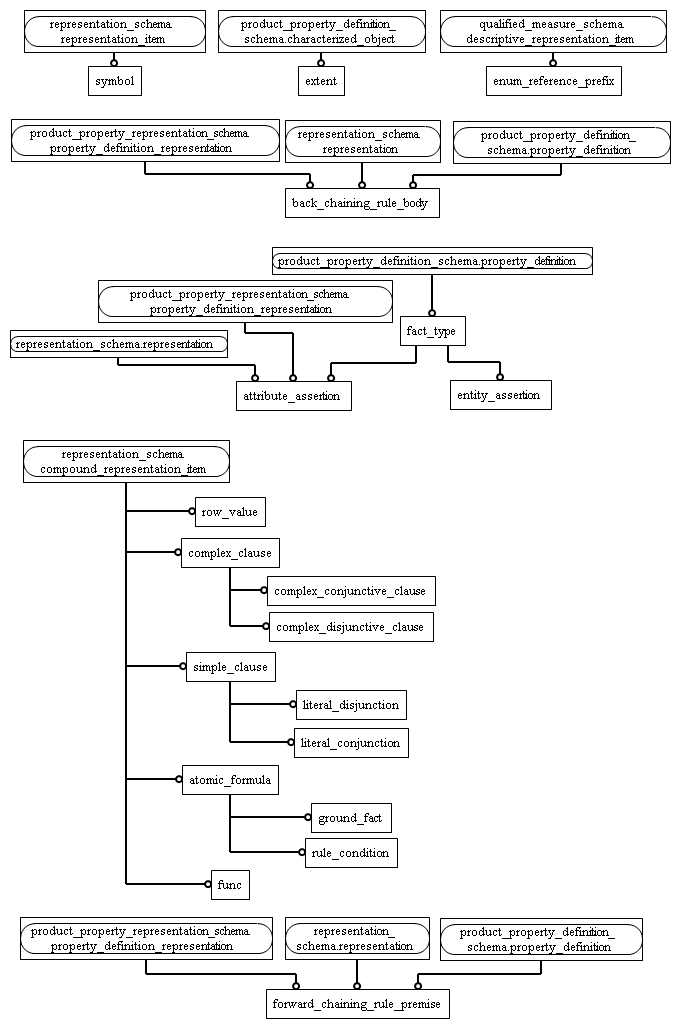 representation_schema.
representation_item
product_property_definition_
schema.characterized_object
qualified_measure_schema.
descriptive_representation_item
symbol
extent
enum_reference_prefix
product_property_representation_schema.
property_definition_representation
representation_schema.
representation
product_property_definition_
schema.property_definition
back_chaining_rule_body
product_property_definition_schema.property_definition
product_property_representation_schema.
property_definition_representation
fact_type
representation_schema.representation
attribute_assertion
entity_assertion
representation_schema.
compound_representation_item
row_value
complex_clause
complex_conjunctive_clause
complex_disjunctive_clause
simple_clause
literal_disjunction
literal_conjunction
atomic_formula
ground_fact
rule_condition
func
product_property_representation_schema.
property_definition_representation
representation_
schema.representation
product_property_definition_
schema.property_definition
forward_chaining_rule_premise